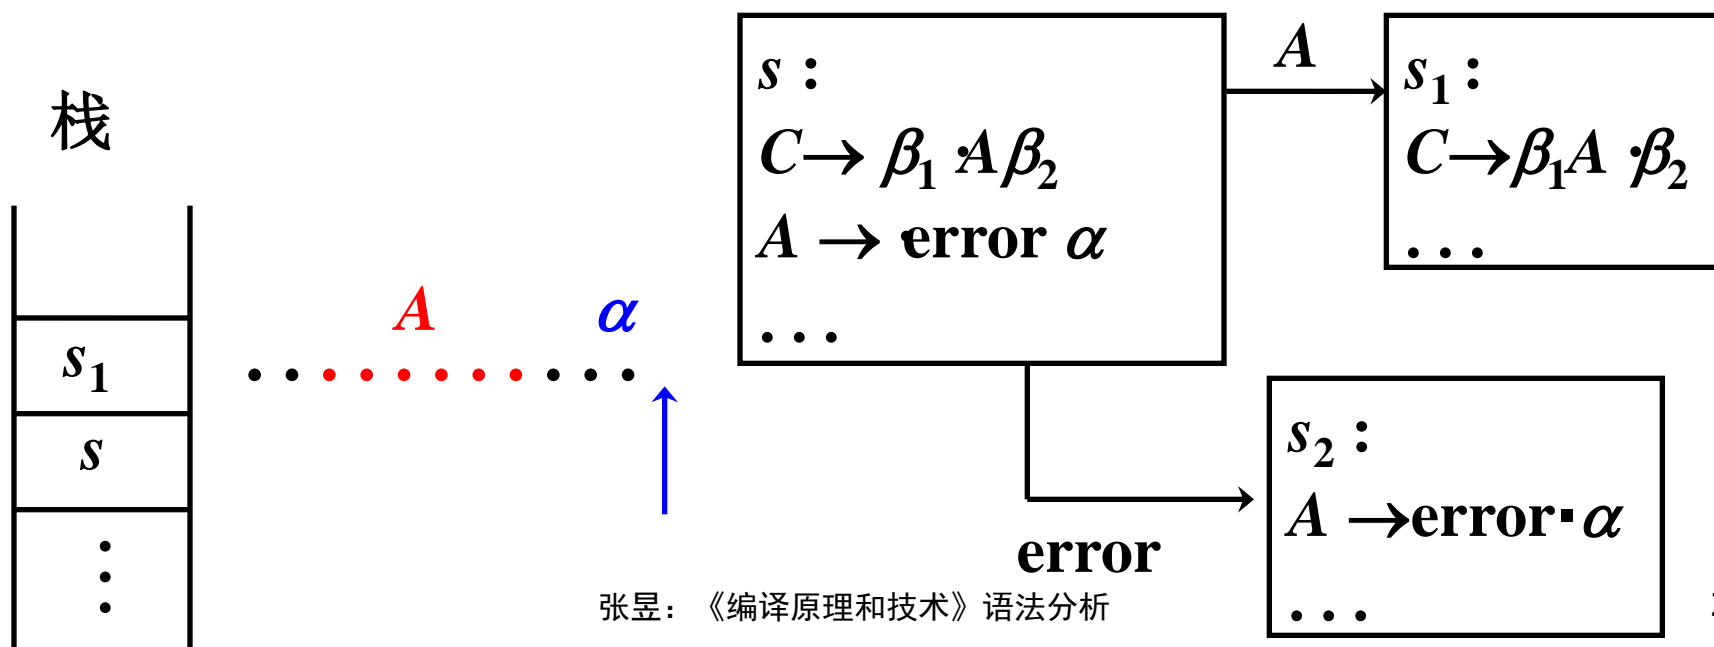 栈
s₁
s
⋮
A
α
s :
C→ β₁ ·Aβ₂
A → ·error α
. . .
A
s₁ :
C→β₁A ·β₂
. . .
error
s₂ :
A →error· α
. . .
张昱：《编译原理和技术》语法分析